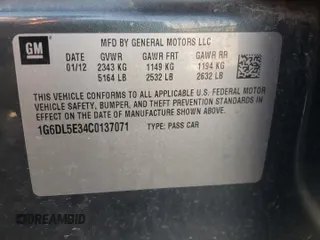 GM
MFD BY GENERAL MOTORS LLC
DATE GVWR GAWR FRT GAWR RR
01/12 2343 KG 1149 KG 1194 KG
5164 LB 2532 LB 2632 LB
THIS VEHICLE CONFORMS TO ALL APPLICABLE U.S. FEDERAL MOTOR
VEHICLE SAFETY, BUMPER, AND THEFT PREVENTION STANDARDS
IN EFFECT ON THE DATE OF MANUFACTURE SHOWN ABOVE.
1G6DL5E34C0137071 TYPE: PASS CAR
DREAMBID